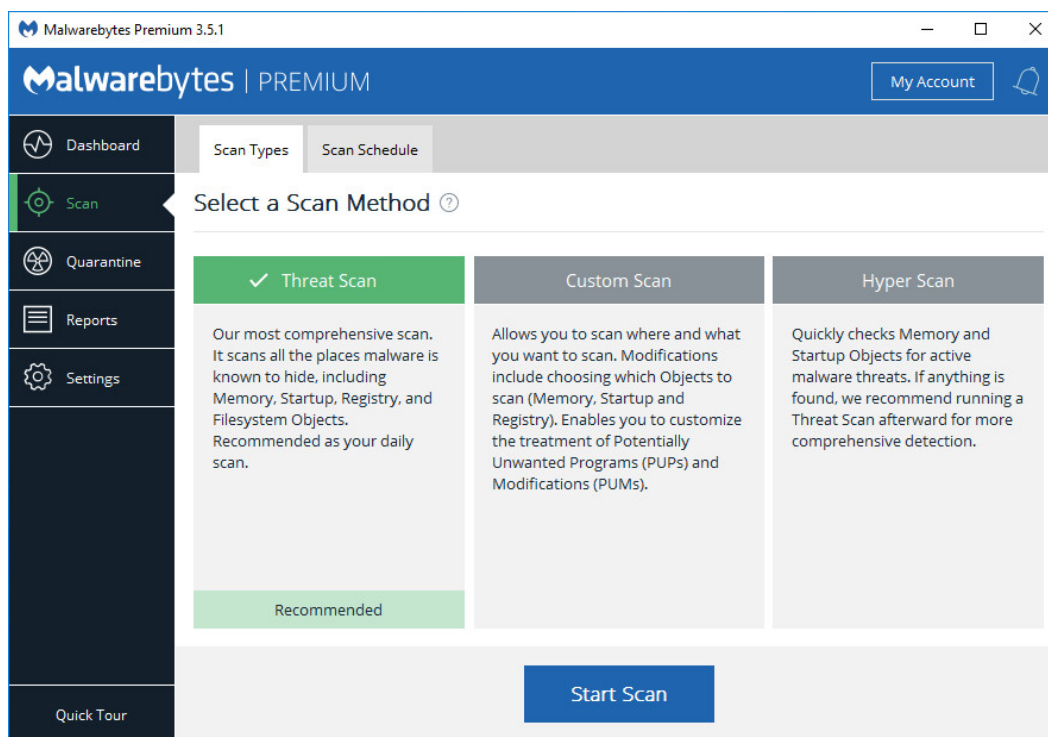 Malwarebytes Premium 3.5.1
Malwarebytes | PREMIUM
My Account
Dashboard
Scan
Quarantine
Reports
Settings
Quick Tour
Scan Types
Scan Schedule
Select a Scan Method ?
Threat Scan
Our most comprehensive scan.
It scans all the places malware is
known to hide, including
Memory, Startup, Registry, and
Filesystem Objects.
Recommended as your daily
scan.
Recommended
Custom Scan
Allows you to scan where and what
you want to scan. Modifications
include choosing which Objects to
scan (Memory, Startup and
Registry). Enables you to customize
the treatment of Potentially
Unwanted Programs (PUPs) and
Modifications (PUMs).
Hyper Scan
Quickly checks Memory and
Startup Objects for active
malware threats. If anything is
found, we recommend running a
Threat Scan afterward for more
comprehensive detection.
Start Scan